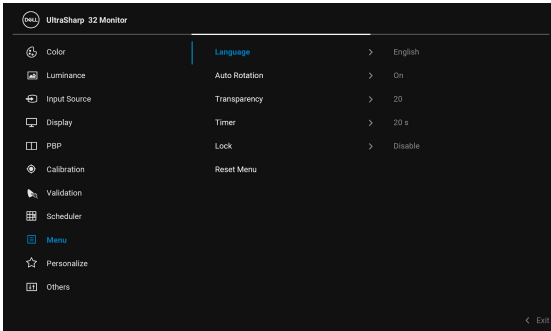 DELL UltraSharp 32 Monitor
Color Language English
Luminance Auto Rotation On
Input Source Transparency 20
Display Timer 20 s
PBP Lock Disable
Calibration Reset Menu
Validation
Scheduler
Menu
Personalize
Others
Exit